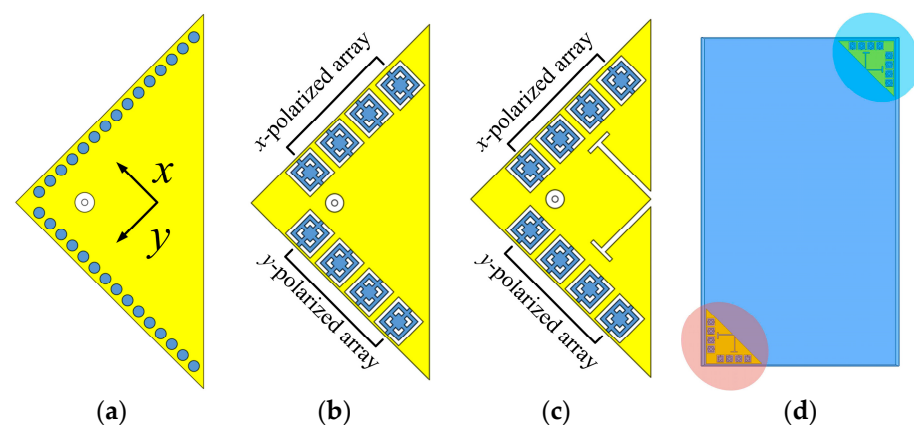 x
y
x-polarized array
y-polarized array
x-polarized array
y-polarized array
(a)
(b)
(c)
(d)